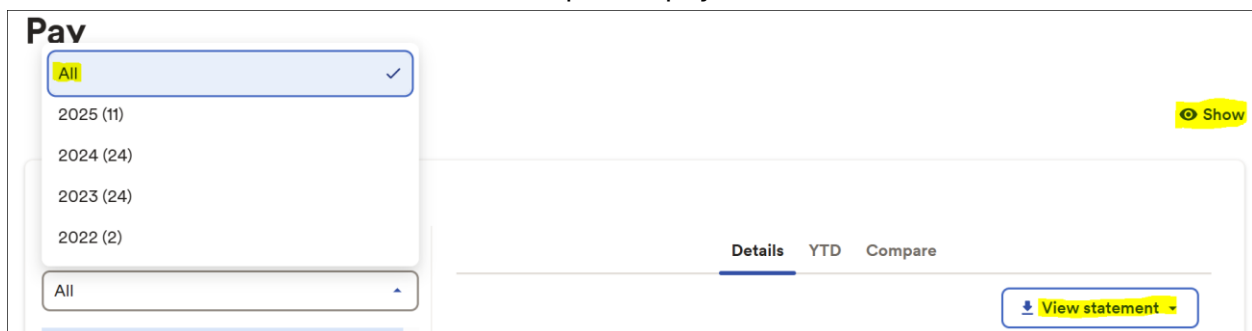 Pay
All
2025 (11)
Show
2024 (24)
2023 (24)
2022 (2)
Details YTD Compare
All
View statement